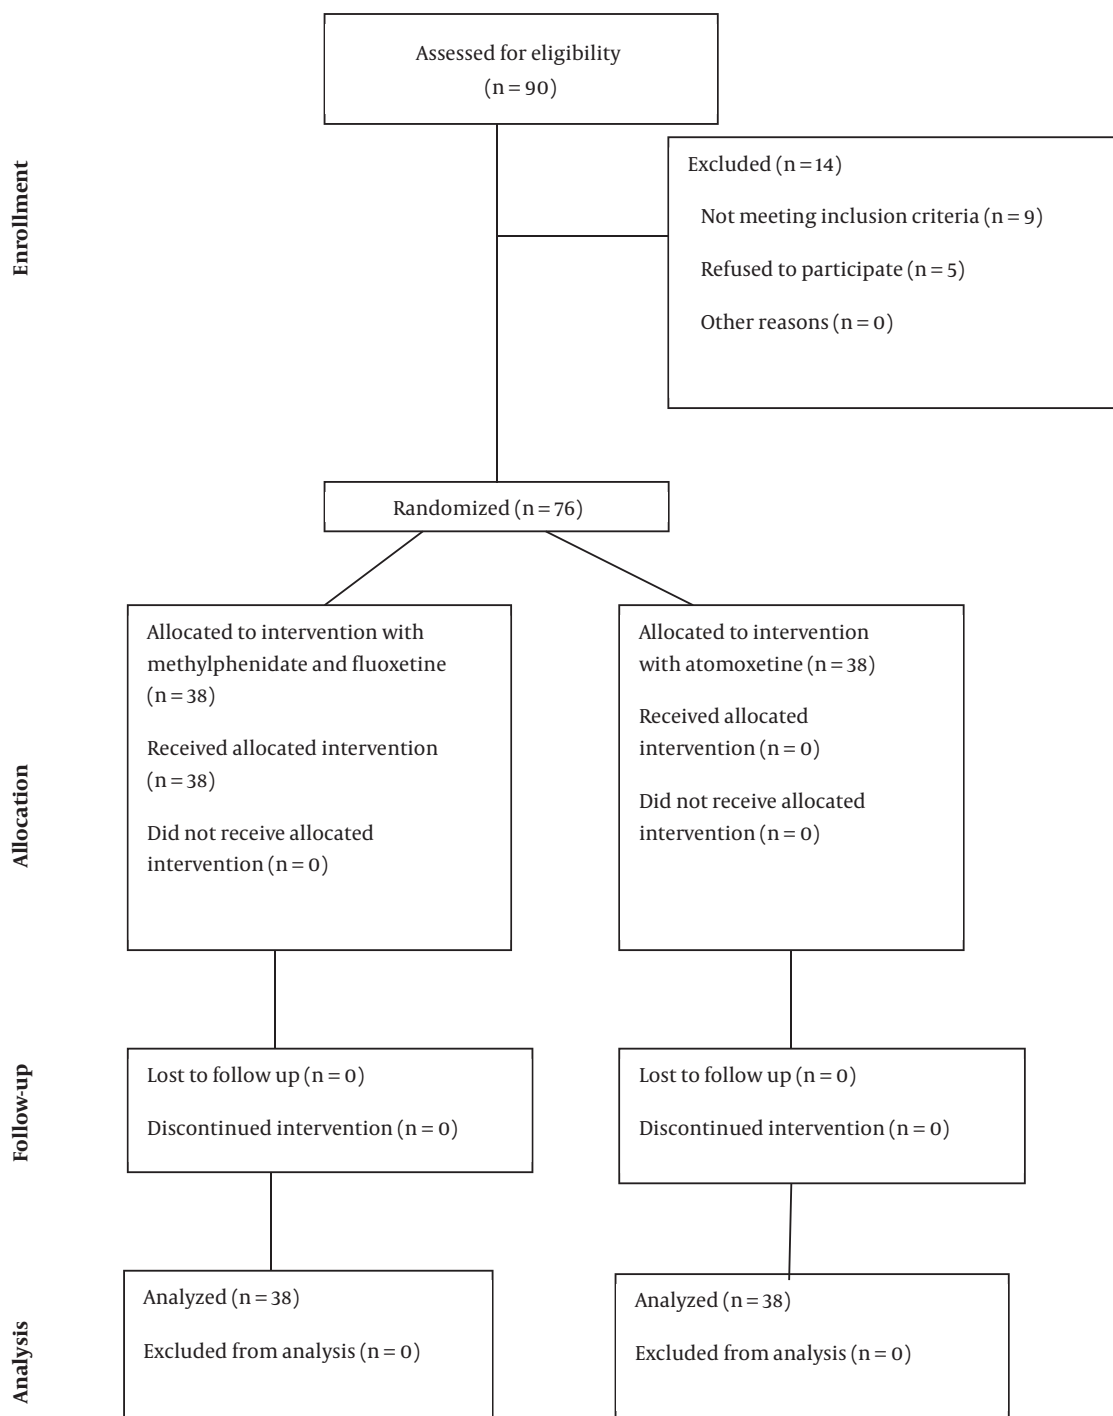 Enrollment
Assessed for eligibility
(n = 90)
Excluded (n = 14)
Not meeting inclusion criteria (n = 9)
Refused to participate (n = 5)
Other reasons (n = 0)
Randomized (n = 76)
Allocation
Allocated to intervention with
methylphenidate and fluoxetine
(n = 38)
Received allocated intervention
(n = 38)
Did not receive allocated
intervention (n = 0)
Allocated to intervention
with atomoxetine (n = 38)
Received allocated
intervention (n = 0)
Did not receive allocated
intervention (n = 0)
Follow-up
Lost to follow up (n = 0)
Discontinued intervention (n = 0)
Lost to follow up (n = 0)
Discontinued intervention (n = 0)
Analysis
Analyzed (n = 38)
Excluded from analysis (n = 0)
Analyzed (n = 38)
Excluded from analysis (n = 0)